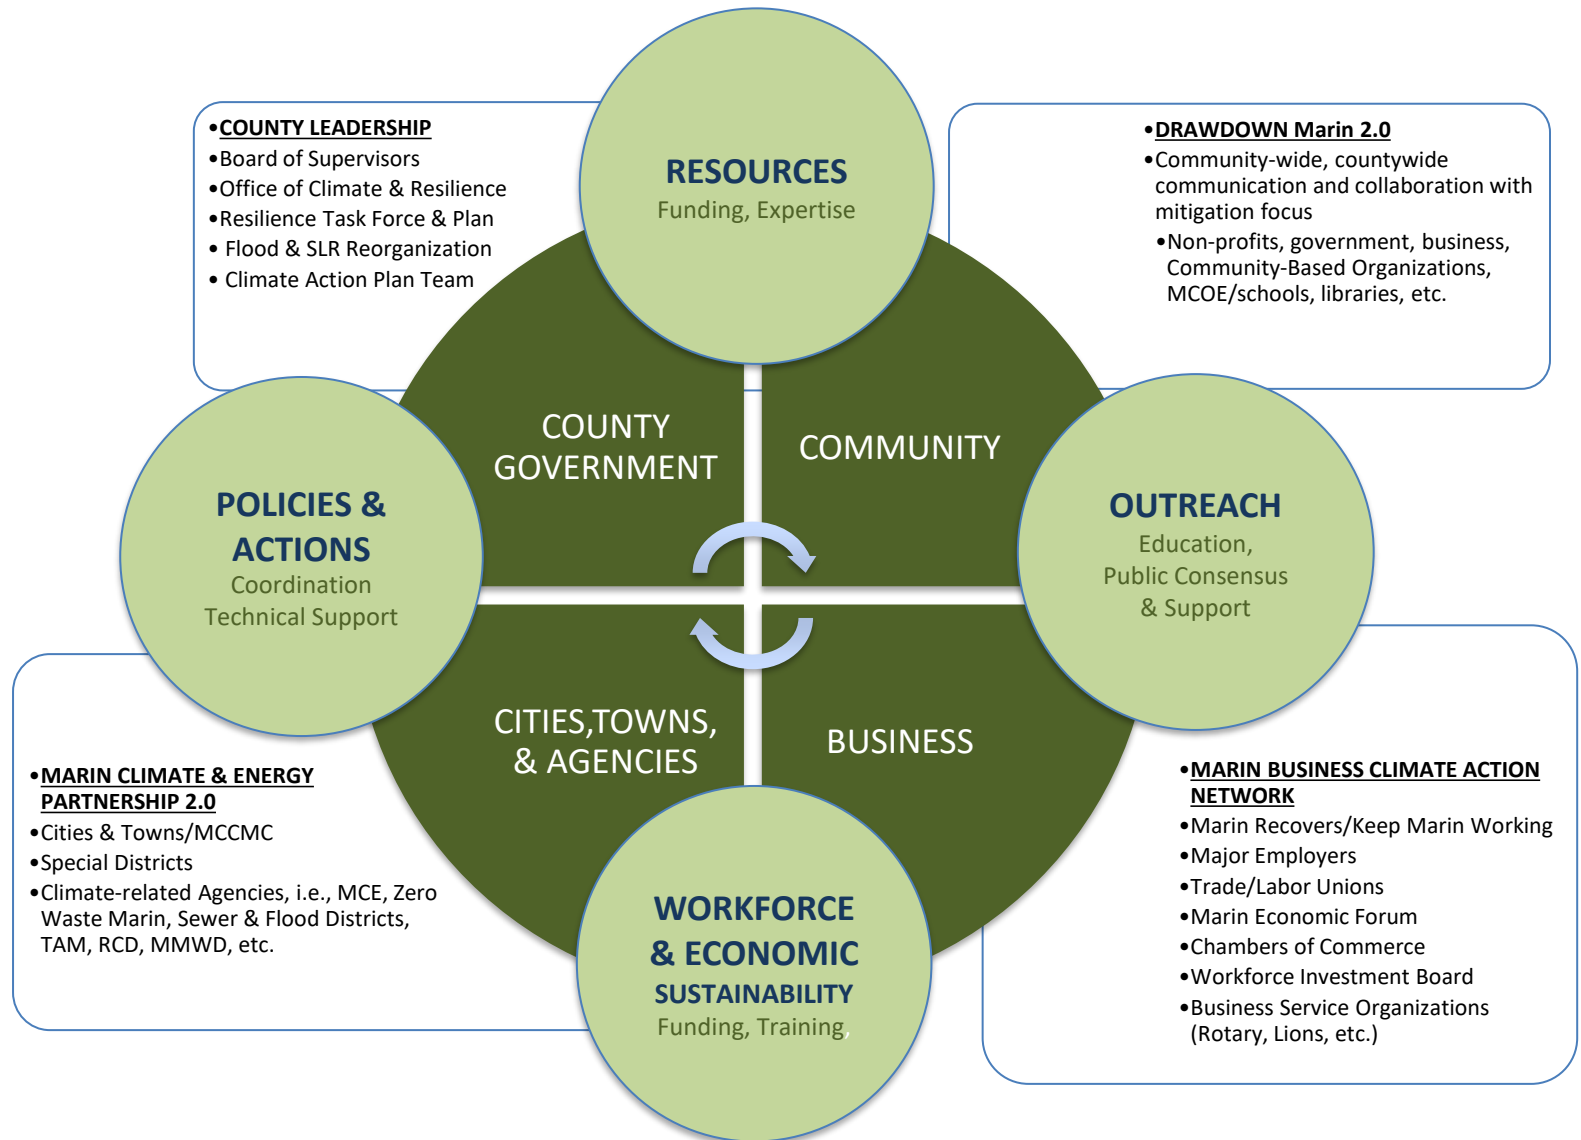 •COUNTY LEADERSHIP
•Board of Supervisors
•Office of Climate & Resilience
•Resilience Task Force & Plan
• Flood & SLR Reorganization
• Climate Action Plan Team
RESOURCES
Funding, Expertise
•DRAWDOWN Marin 2.0
•Community-wide, countywide
communication and collaboration with
mitigation focus
•Non-profits, government, business,
Community-Based Organizations,
MCOE/schools, libraries, etc.
COUNTY
GOVERNMENT
COMMUNITY
POLICIES &
ACTIONS
Coordination
Technical Support
OUTREACH
Education,
Public Consensus
& Support
CITIES,TOWNS,
& AGENCIES
BUSINESS
•MARIN CLIMATE & ENERGY
PARTNERSHIP 2.0
•Cities & Towns/MCCMC
•Special Districts
•Climate-related Agencies, i.e., MCE, Zero
Waste Marin, Sewer & Flood Districts,
TAM, RCD, MMWD, etc.
WORKFORCE
& ECONOMIC
SUSTAINABILITY
Funding, Training,
•MARIN BUSINESS CLIMATE ACTION
NETWORK
•Marin Recovers/Keep Marin Working
•Major Employers
•Trade/Labor Unions
•Marin Economic Forum
•Chambers of Commerce
•Workforce Investment Board
•Business Service Organizations
(Rotary, Lions, etc.)